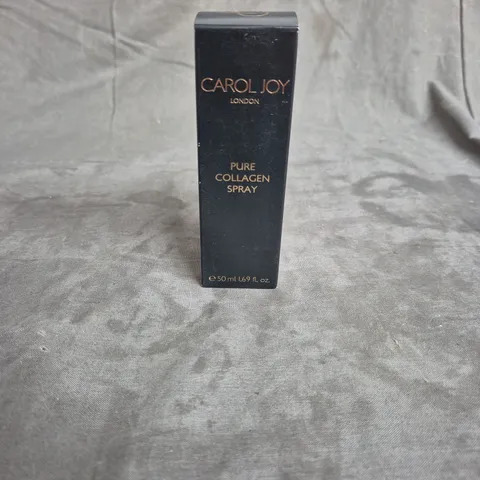 CAROL JOY
LONDON
PURE
COLLAGEN
SPRAY
℮ 50 ml 1.69 fl. oz.